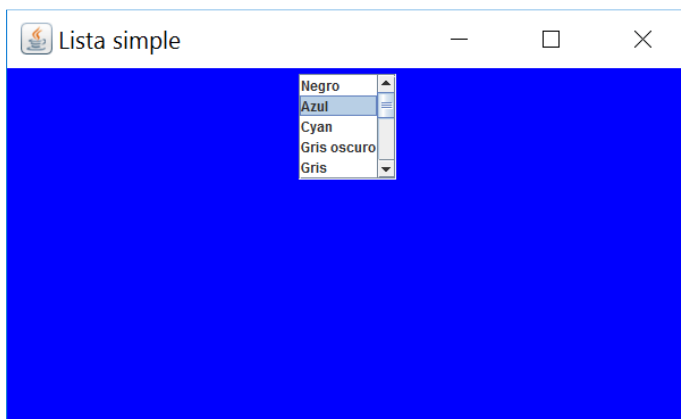 Lista simple
Negro
Azul
Cyan
Gris oscuro
Gris